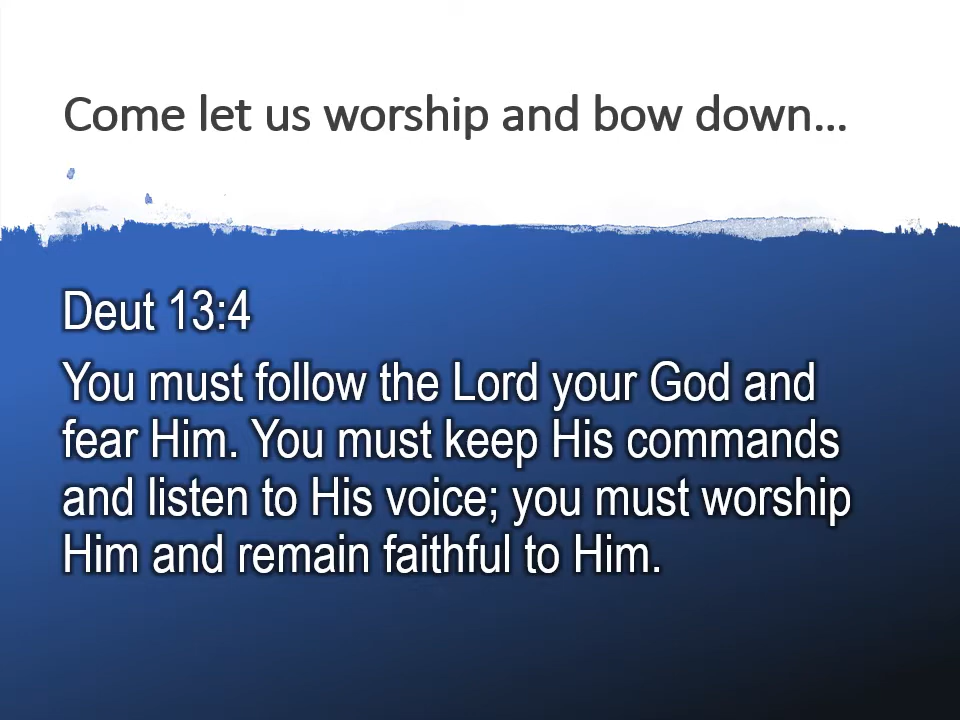 Come let us worship and bow down...
Deut 13:4
You must follow the Lord your God and
fear Him. You must keep His commands
and listen to His voice; you must worship
Him and remain faithful to Him.